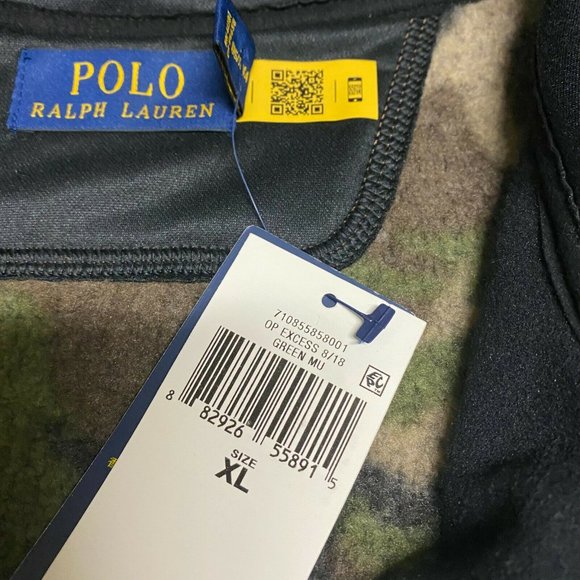 POLO
RALPH LAUREN
710855858001
OP EXCESS 8/18
GREEN MU
8 82926 55891 5
SIZE
XL